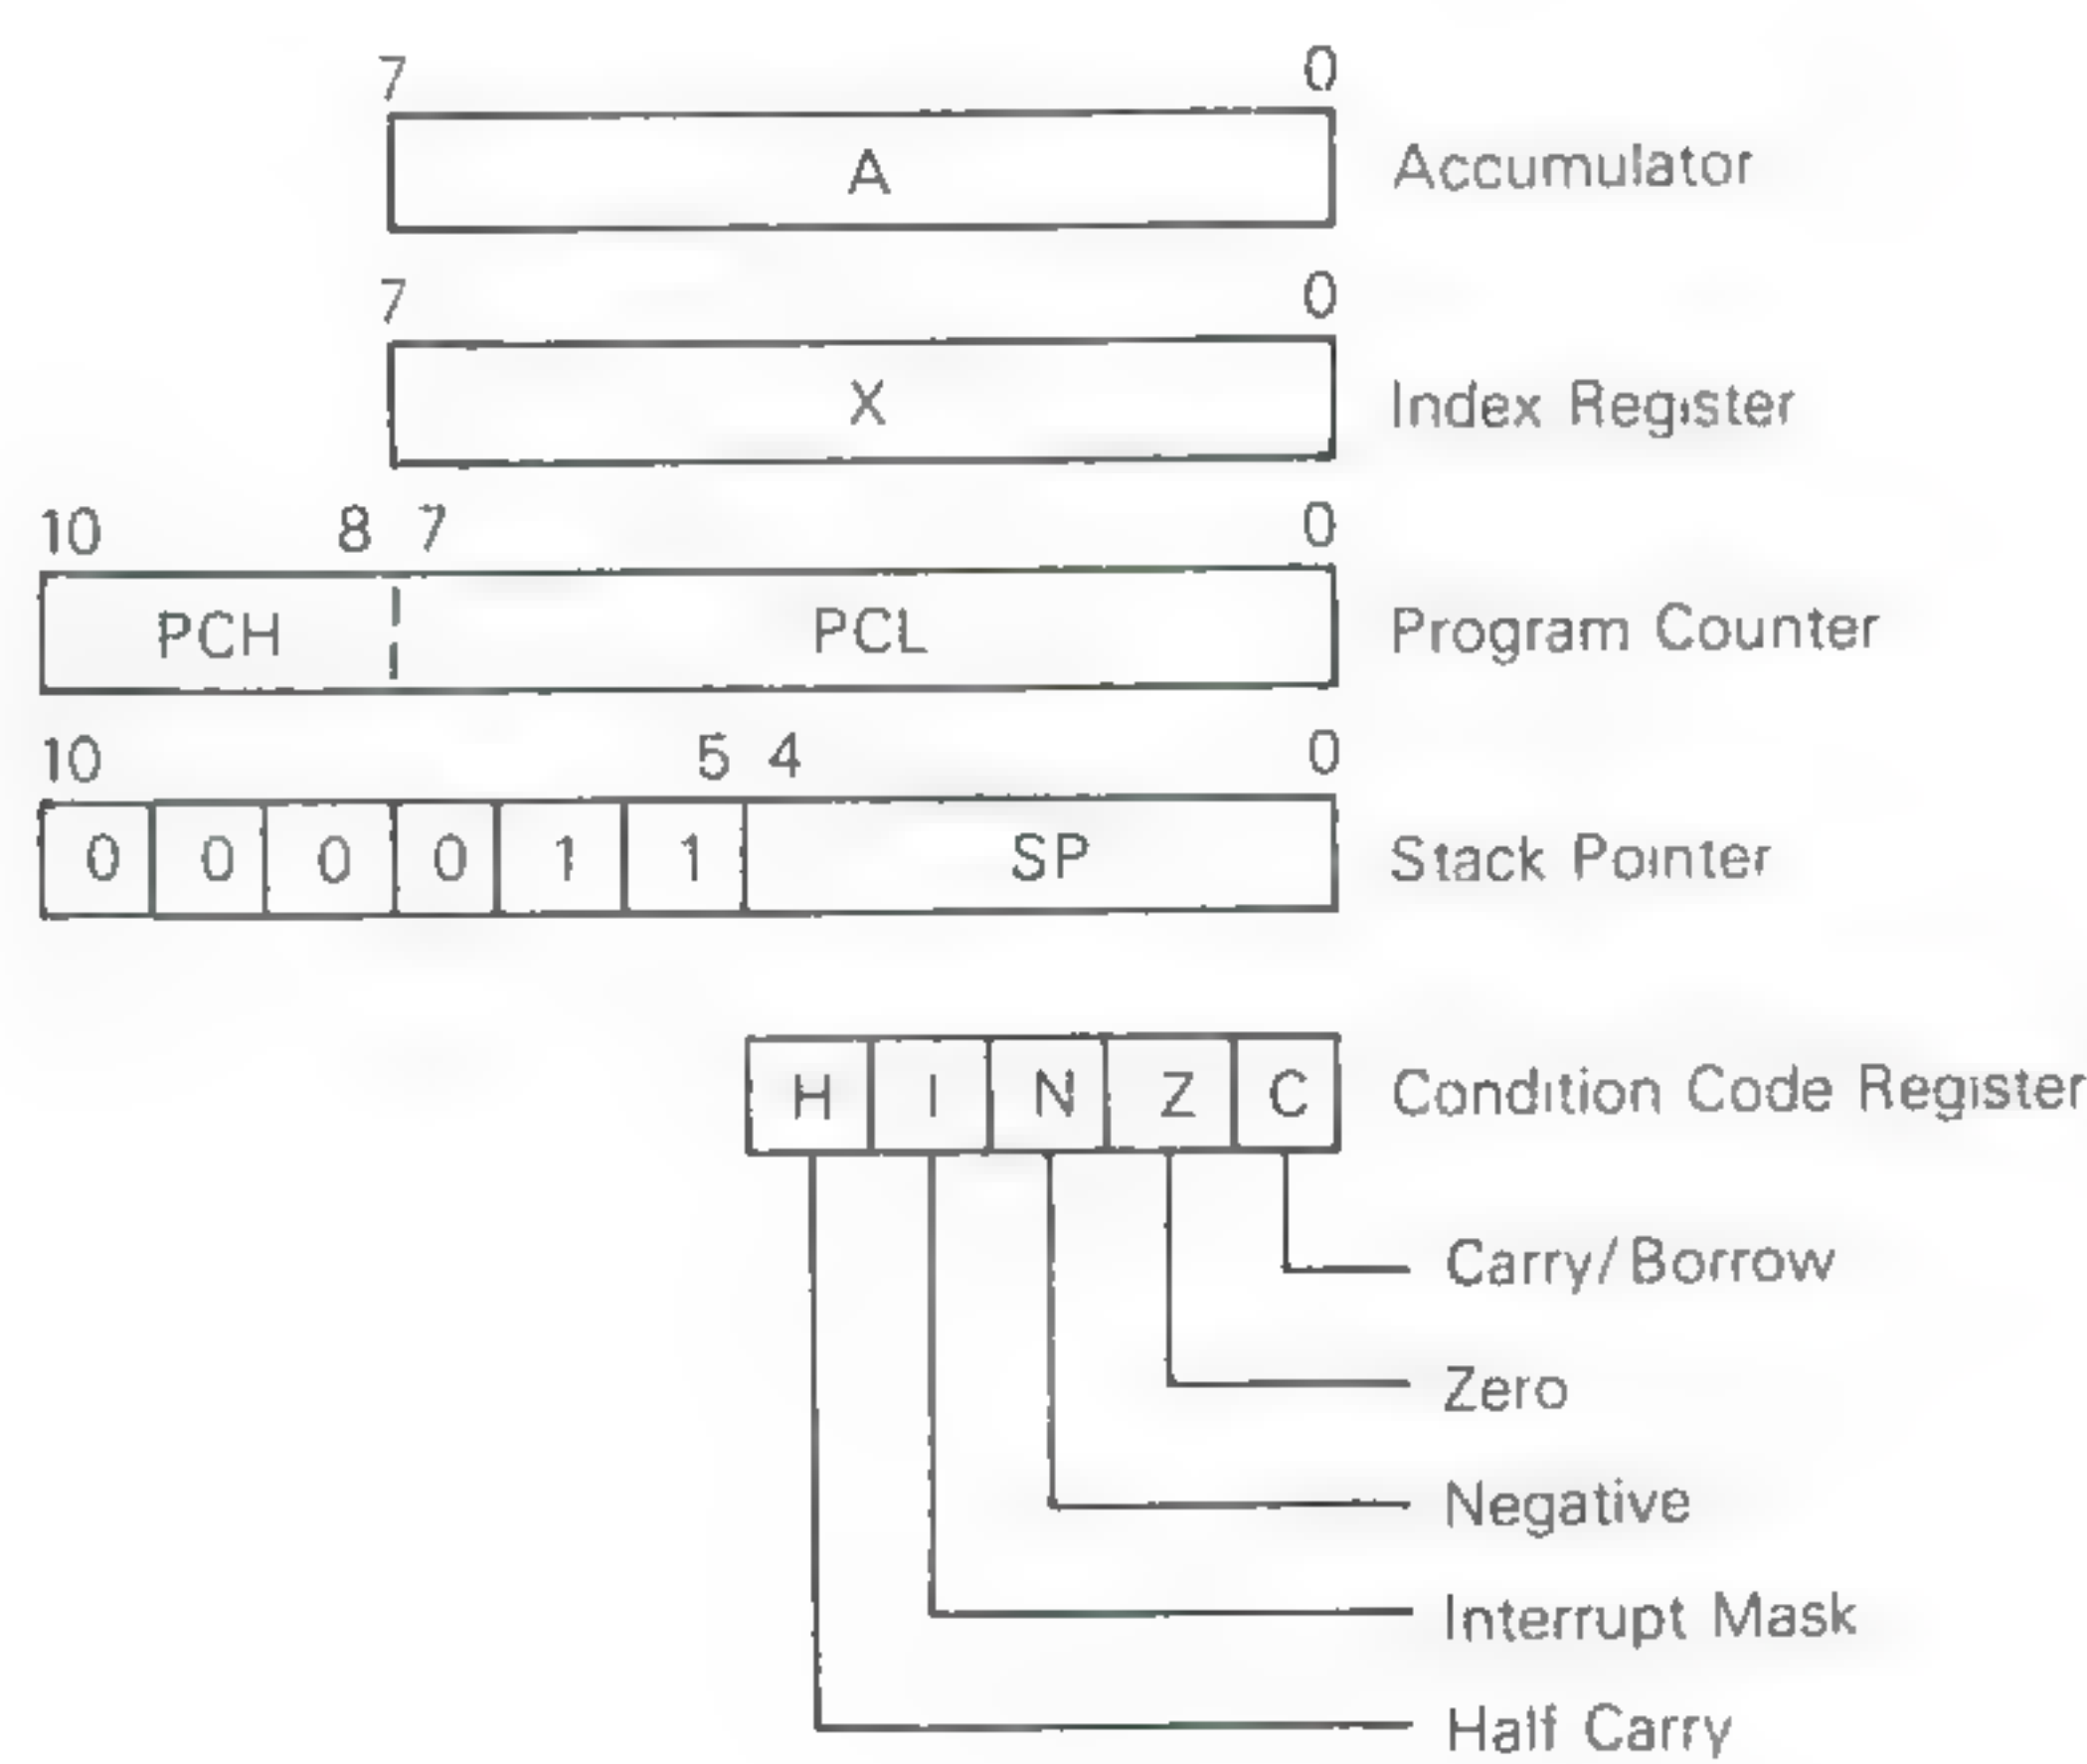 7 0
A Accumulator
7 0
X Index Register
10 8 7 0
PCH PCL Program Counter
10 5 4 0
0 0 0 0 1 1 SP Stack Pointer
H I N Z C Condition Code Register
Carry/Borrow
Zero
Negative
Interrupt Mask
Half Carry